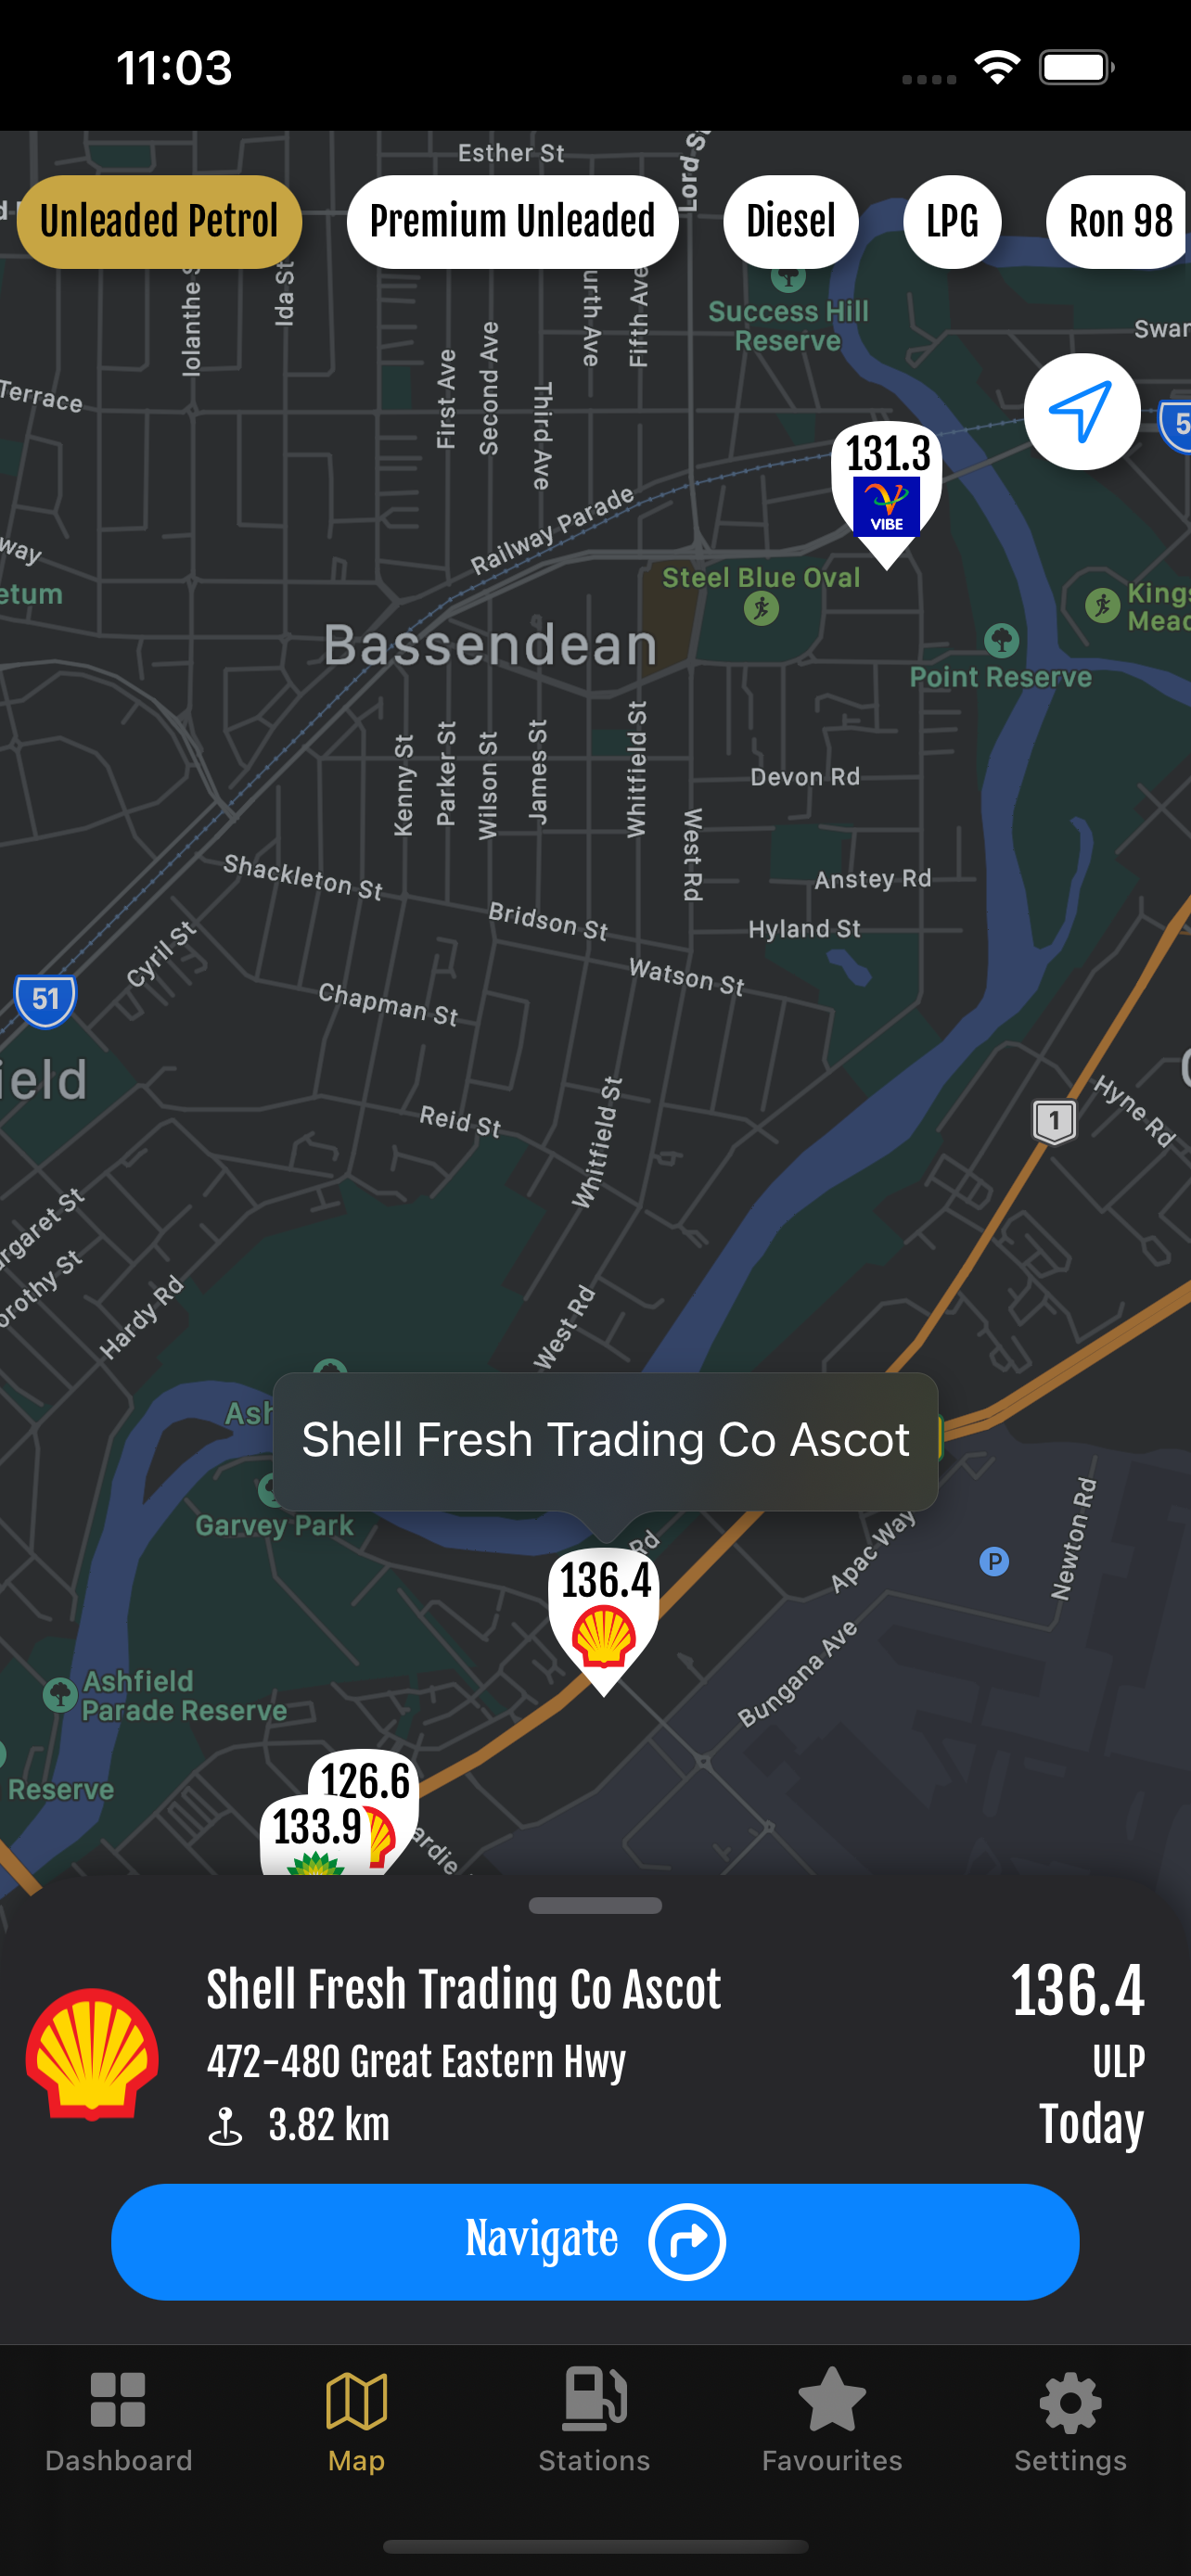 11:03
Esther St
Lord S
Unleaded Petrol
Premium Unleaded
Diesel
LPG
Ron 98
Iolanthe S
Ida St
First Ave
Second Ave
Third Ave
urth Ave
Fifth Ave
Success Hill
Reserve
Swan
Terrace
5
131.3
VIBE
way
Railway Parade
etum
Steel Blue Oval
Kings
Mead
Bassendean
Point Reserve
Kenny St
Parker St
Wilson St
James St
Whitfield St
West Rd
Devon Rd
Shackleton St
Anstey Rd
Bridson St
Hyland St
Cyril St
Watson St
51
Chapman St
ield
Reid St
Whitfield St
1
Hyne Rd
argaret St
orothy St
Hardy Rd
West Rd
Ash
Shell Fresh Trading Co Ascot
Garvey Park
Rd
Apac Way
P
Newton Rd
136.4
Bungana Ave
Ashfield
Parade Reserve
Reserve
126.6
133.9
ardie
Shell Fresh Trading Co Ascot
136.4
472-480 Great Eastern Hwy
ULP
3.82 km
Today
Navigate
Dashboard
Map
Stations
Favourites
Settings